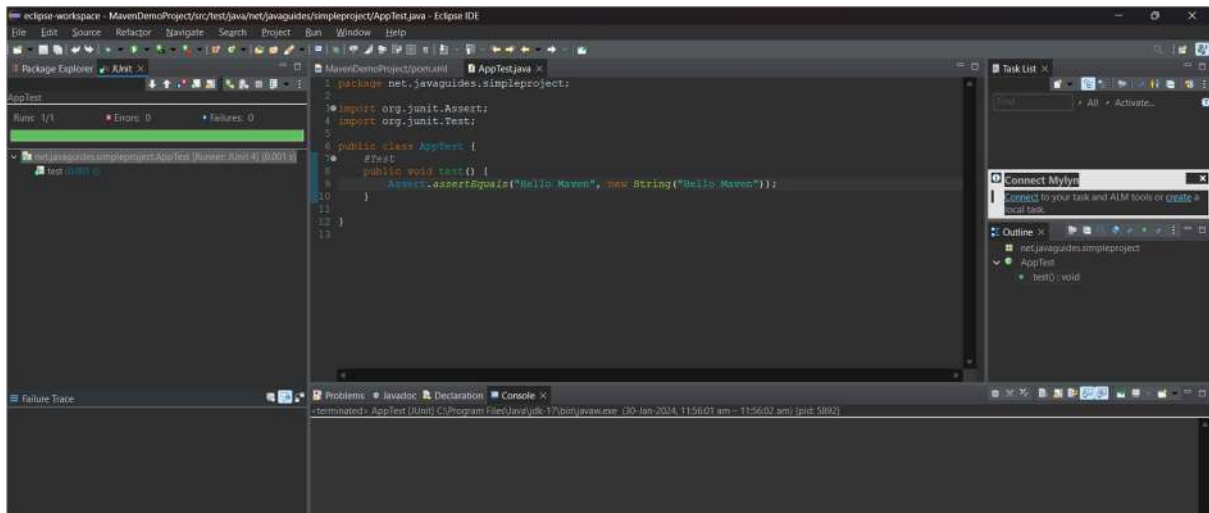 eclipse-workspace - MavenDemoProject/src/test/java/net/javaguides/simpleproject/AppTest.java - Eclipse IDE
File Edit Source Refactor Navigate Search Project Run Window Help
Package Explorer JUnit
AppTest
Runs: 1/1 Errors: 0 Failures: 0
net.javaguides.simpleproject.AppTest [Runner: JUnit 4] (0.001 s)
test
Failure Trace
MavenDemoProject/pom.xml AppTest.java
1 package net.javaguides.simpleproject;
2
3 import org.junit.Assert;
4 import org.junit.Test;
5
6 public class AppTest {
7 @Test
8 public void test() {
9 Assert.assertEquals("Hello Maven", new String("Hello Maven"));
10 }
11
12 }
13
Problems Javadoc Declaration Console
<terminated> AppTest [JUnit] C:\Program Files\Java\jdk-17\bin\javaw.exe (30-Jan-2024, 11:56:01 am – 11:56:02 am) [pid: 5892]
Task List
Find All Activate...
Connect Mylyn
Connect to your task and ALM tools or create a
local task.
Outline
net.javaguides.simpleproject
AppTest
test() : void